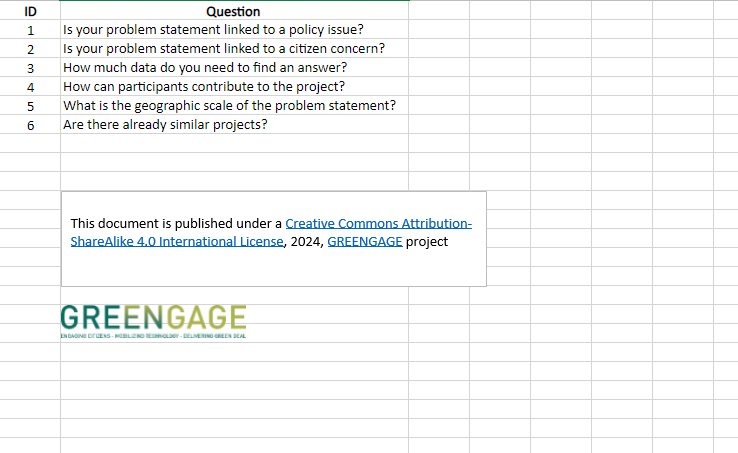 ID Question
1 Is your problem statement linked to a policy issue?
2 Is your problem statement linked to a citizen concern?
3 How much data do you need to find an answer?
4 How can participants contribute to the project?
5 What is the geographic scale of the problem statement?
6 Are there already similar projects?
This document is published under a Creative Commons Attribution-
ShareAlike 4.0 International License, 2024, GREENGAGE project
GREENGAGE
ENGAGING CITIZENS - MOBILIZING TECHNOLOGY - DELIVERING GREEN DEAL